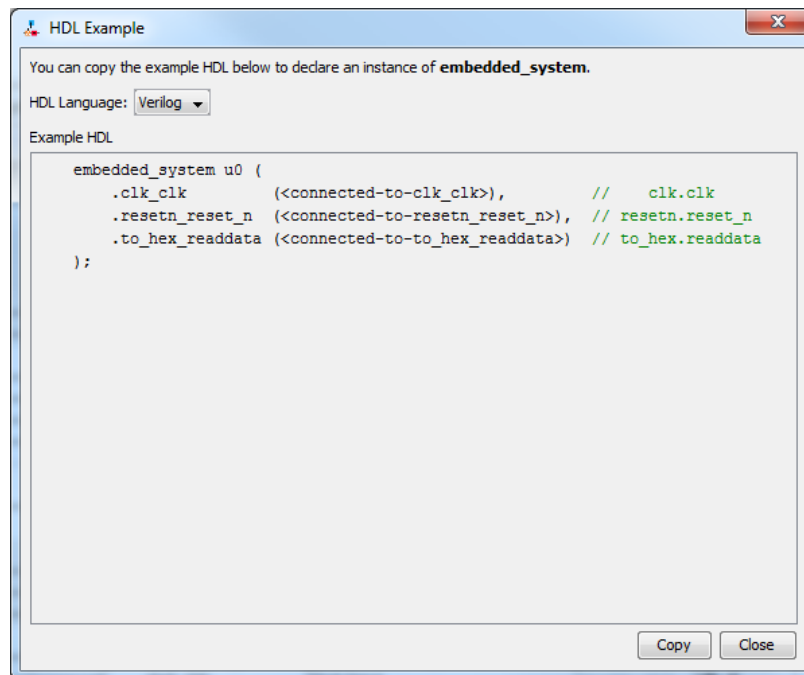 HDL Example
You can copy the example HDL below to declare an instance of embedded_system.
HDL Language: Verilog
Example HDL
embedded_system u0 (
.clk_clk (<connected-to-clk_clk>), // clk.clk
.resetn_reset_n (<connected-to-resetn_reset_n>), // resetn.reset_n
.to_hex_readdata (<connected-to-to_hex_readdata>) // to_hex.readdata
);
Copy Close